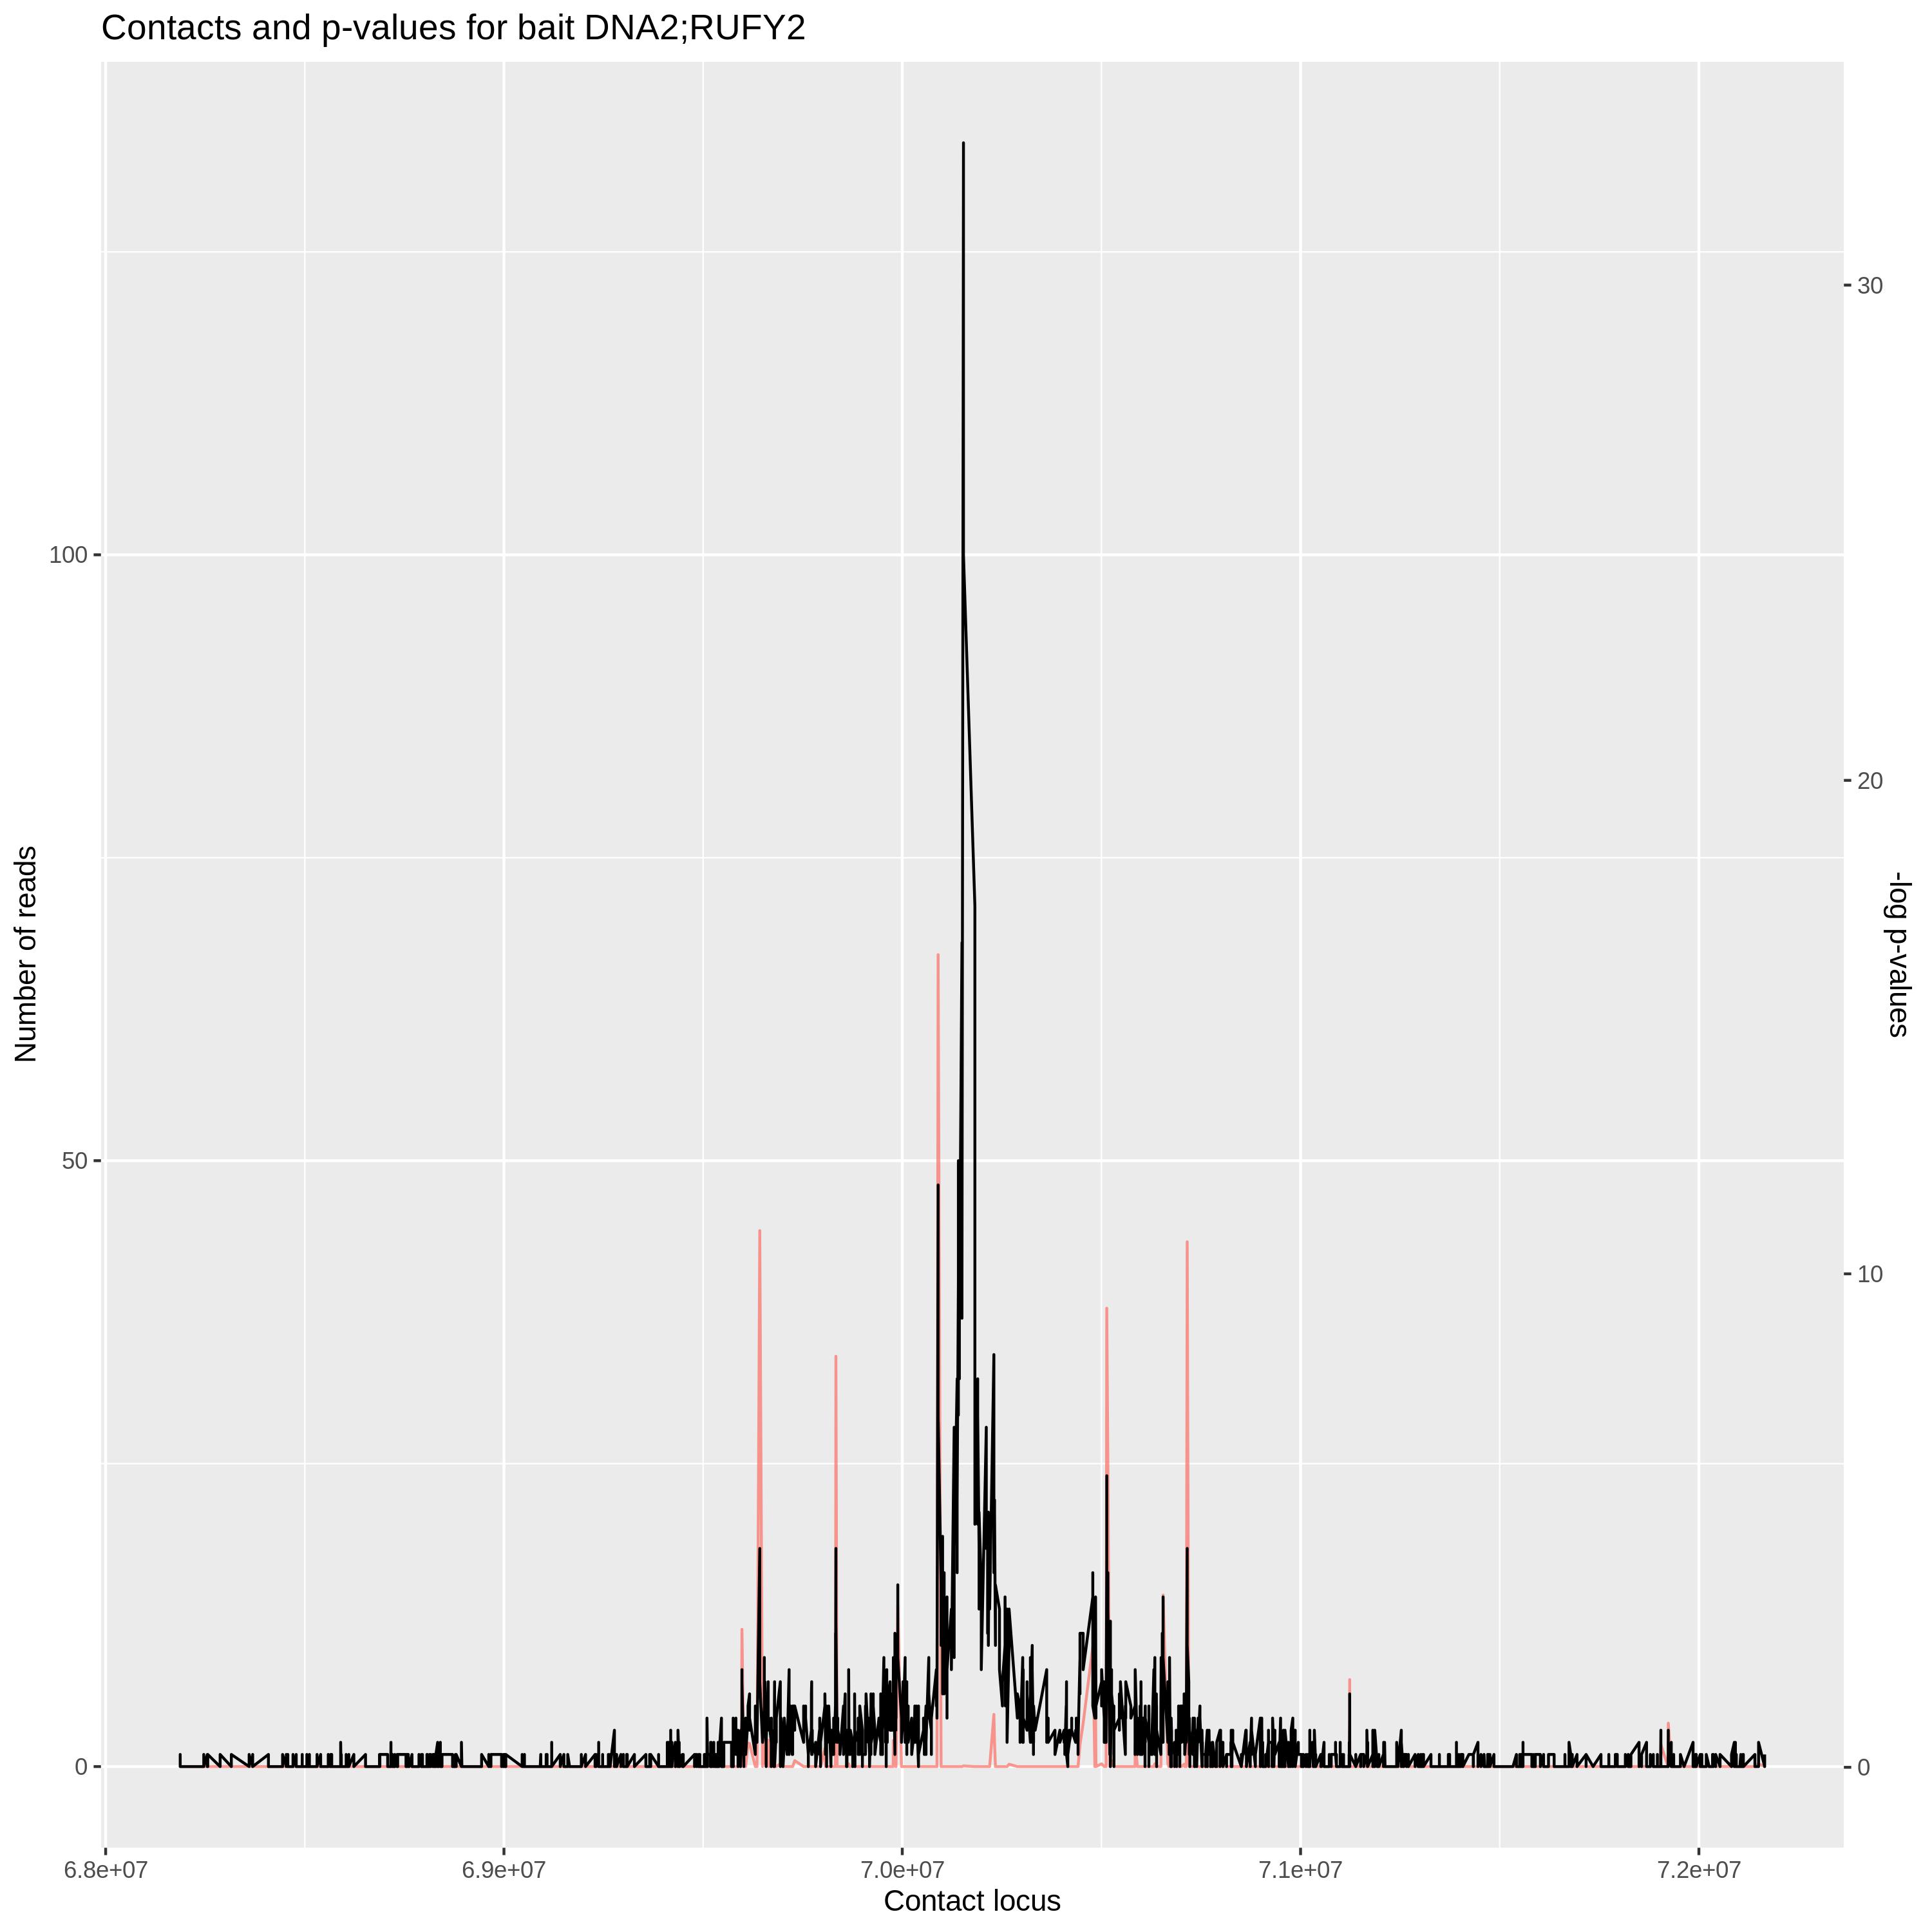 Contacts and p-values for bait DNA2;RUFY2
Number of reads
100
50
0
30
20
10
0
-log p-values
6.8e+07 6.9e+07 7.0e+07 7.1e+07 7.2e+07
Contact locus